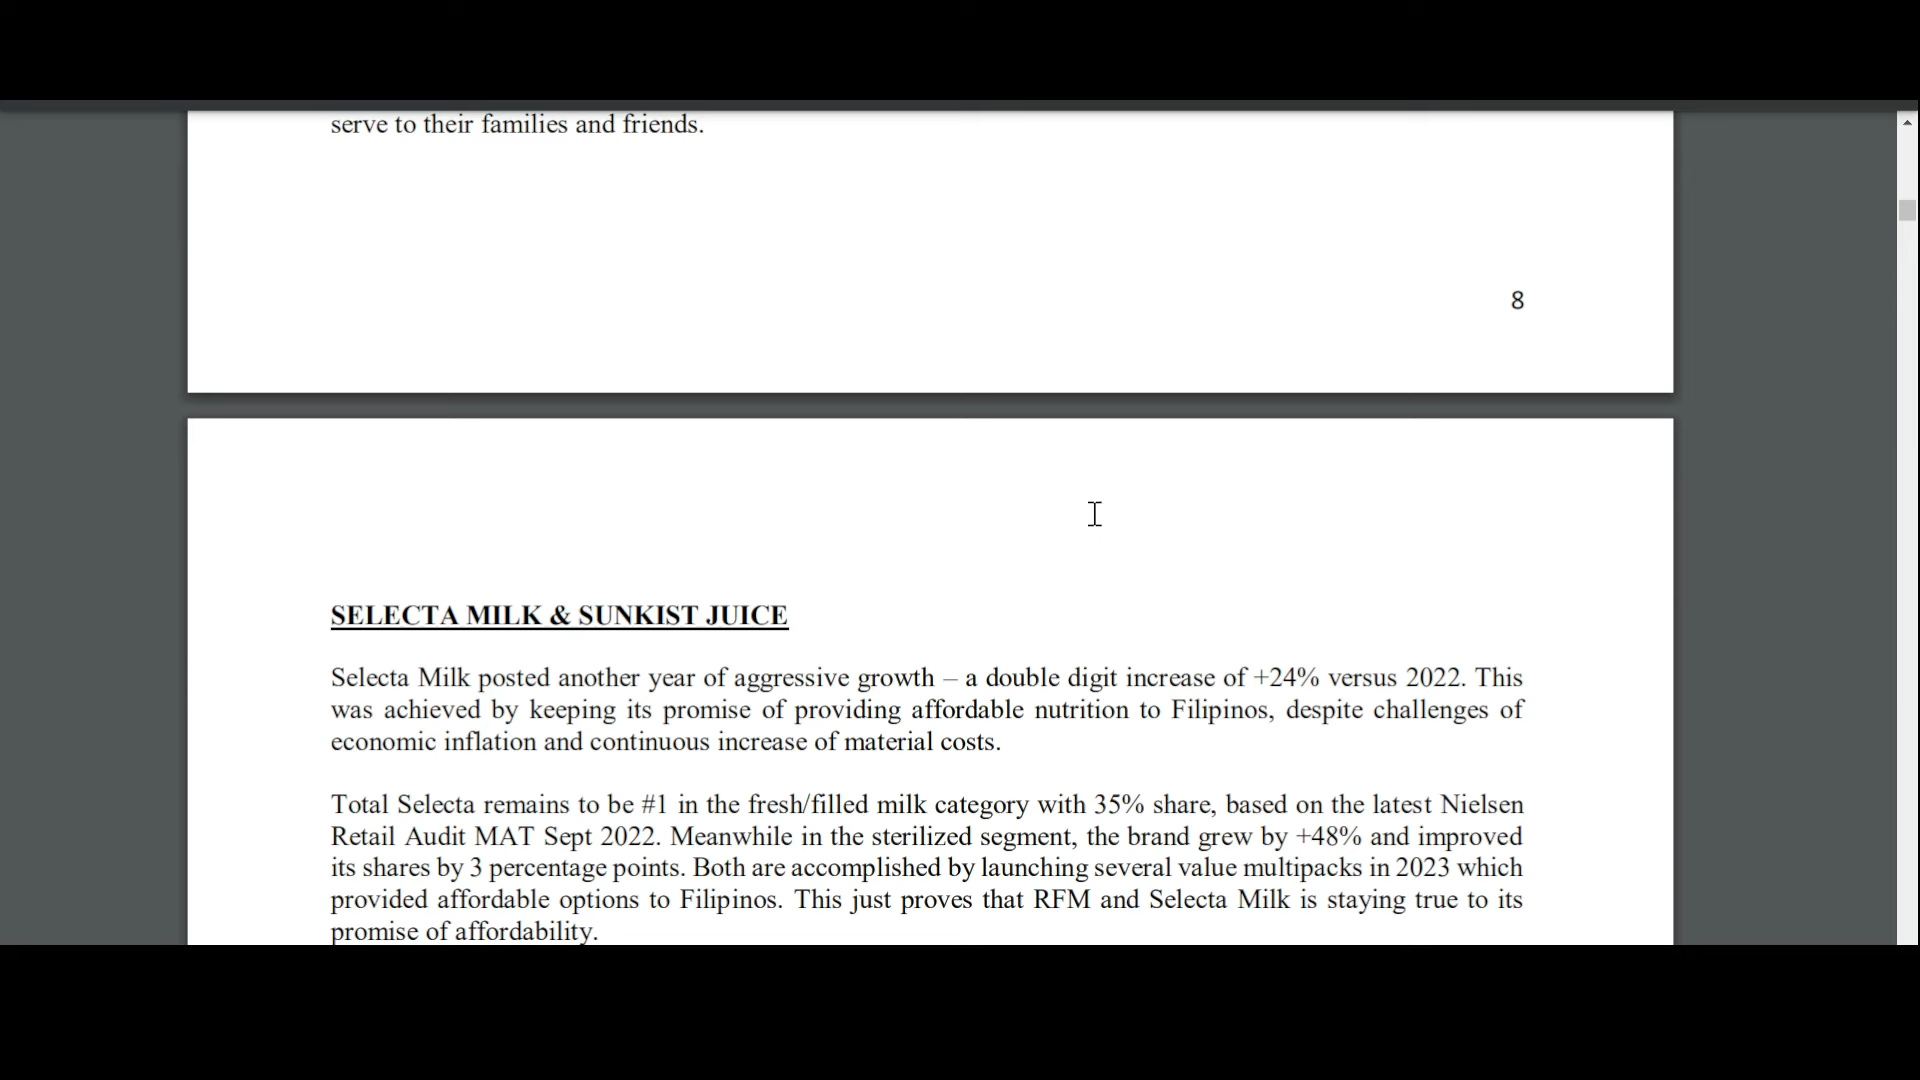 serve to their families and friends.
8
SELECTA MILK & SUNKIST JUICE
Selecta Milk posted another year of aggressive growth – a double digit increase of +24% versus 2022. This
was achieved by keeping its promise of providing affordable nutrition to Filipinos, despite challenges of
economic inflation and continuous increase of material costs.
Total Selecta remains to be #1 in the fresh/filled milk category with 35% share, based on the latest Nielsen
Retail Audit MAT Sept 2022. Meanwhile in the sterilized segment, the brand grew by +48% and improved
its shares by 3 percentage points. Both are accomplished by launching several value multipacks in 2023 which
provided affordable options to Filipinos. This just proves that RFM and Selecta Milk is staying true to its
promise of affordability.